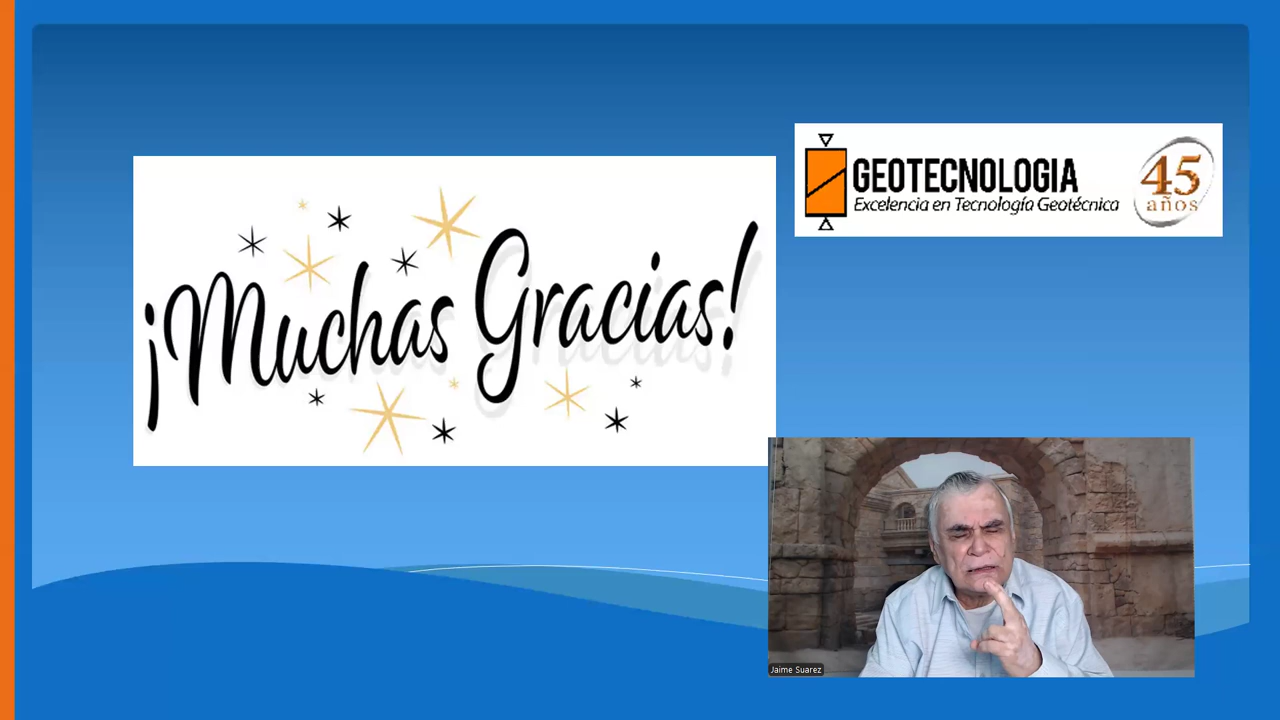 ¡Muchas Gracias!
GEOTECNOLOGIA
Excelencia en Tecnología Geotécnica
45
años
Jaime Suarez